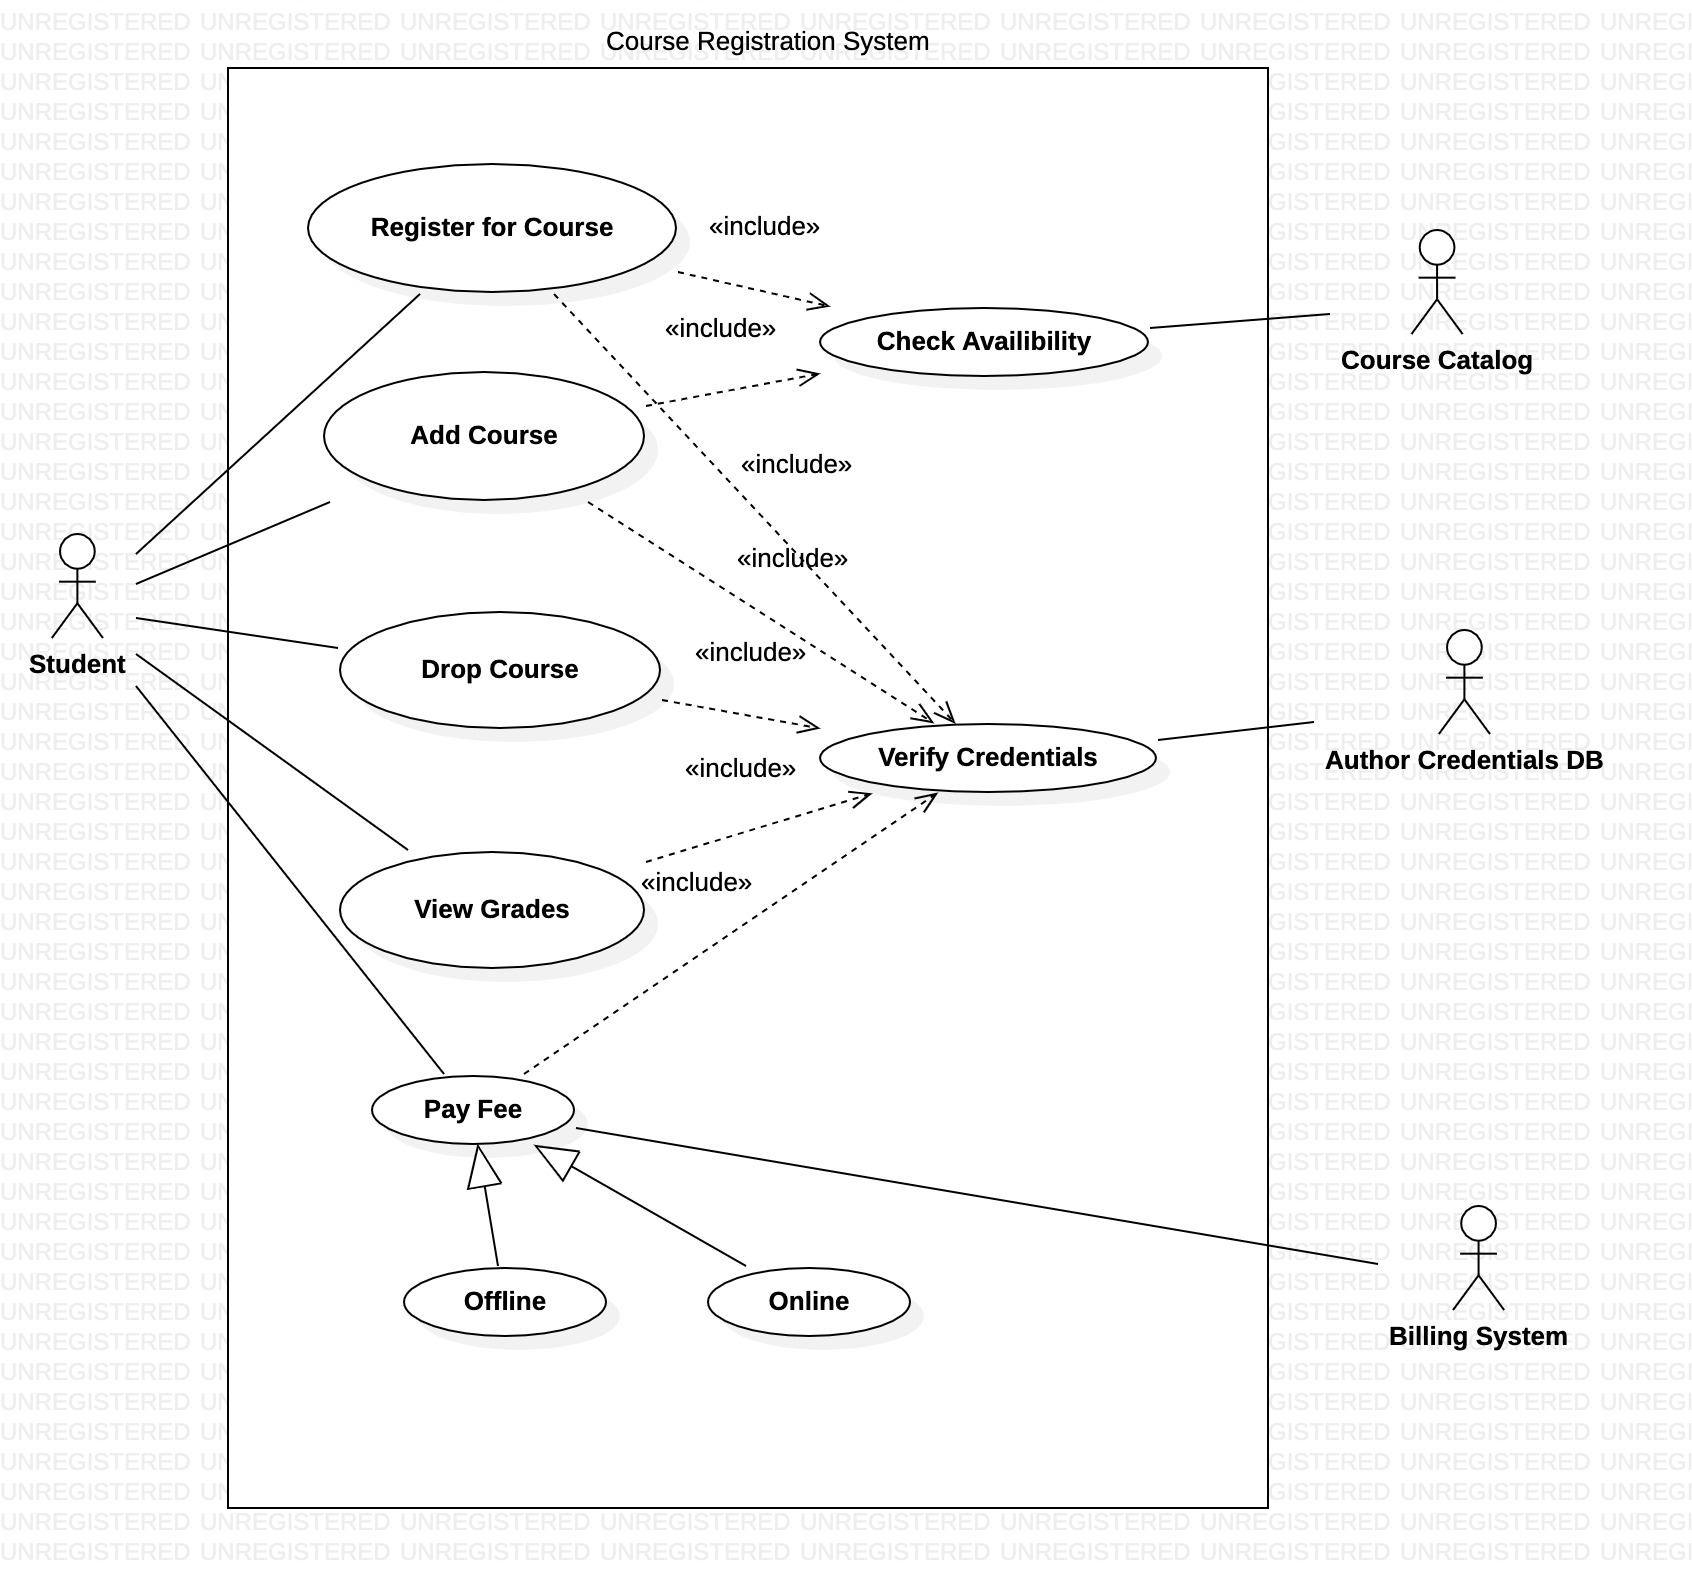 Course Registration System
Register for Course
«include»
Check Availibility
Course Catalog
«include»
Add Course
«include»
«include»
Student
Drop Course
«include»
Verify Credentials
Author Credentials DB
«include»
View Grades
«include»
Pay Fee
Offline
Online
Billing System
UNREGISTERED